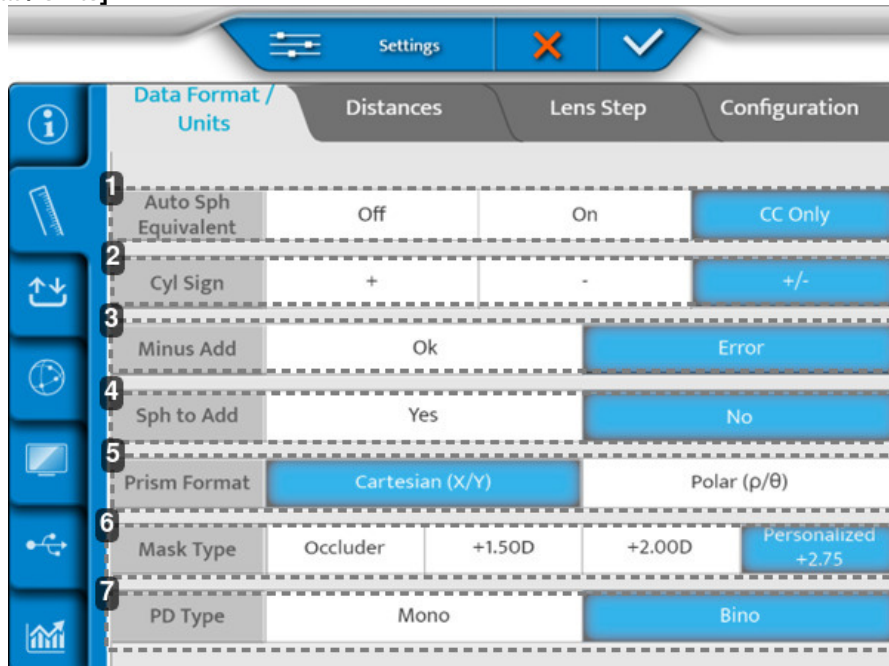 Settings
Data Format / Units
Distances
Lens Step
Configuration
1
Auto Sph Equivalent
Off
On
CC Only
2
Cyl Sign
+
-
+/-
3
Minus Add
Ok
Error
4
Sph to Add
Yes
No
5
Prism Format
Cartesian (X/Y)
Polar (ρ/θ)
6
Mask Type
Occluder
+1.50D
+2.00D
Personalized +2.75
7
PD Type
Mono
Bino